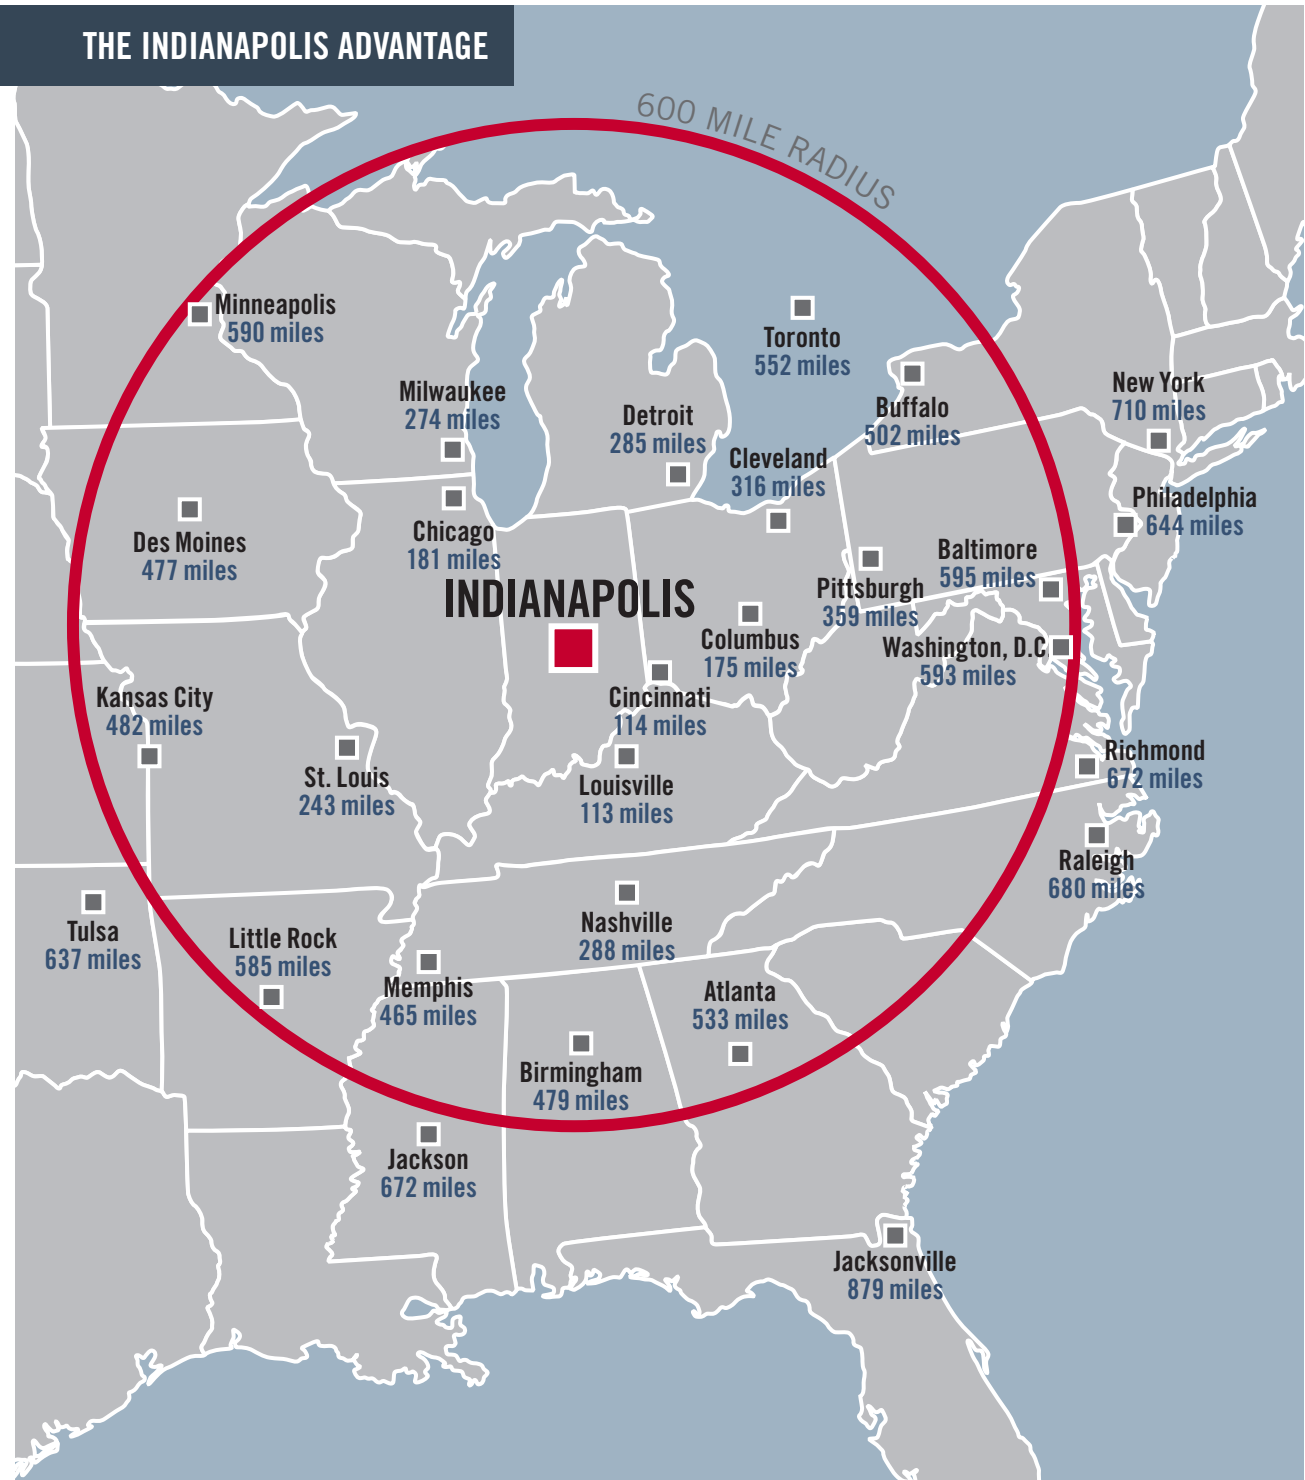 THE INDIANAPOLIS ADVANTAGE
600 MILE RADIUS
Minneapolis
590 miles
Toronto
552 miles
Milwaukee
274 miles
Detroit
285 miles
Buffalo
502 miles
New York
710 miles
Cleveland
316 miles
Philadelphia
644 miles
Des Moines
477 miles
Chicago
181 miles
Baltimore
595 miles
Pittsburgh
359 miles
INDIANAPOLIS
Columbus
175 miles
Washington, D.C.
593 miles
Kansas City
482 miles
Cincinnati
114 miles
St. Louis
243 miles
Louisville
113 miles
Richmond
672 miles
Raleigh
680 miles
Tulsa
637 miles
Little Rock
585 miles
Nashville
288 miles
Memphis
465 miles
Atlanta
533 miles
Birmingham
479 miles
Jackson
672 miles
Jacksonville
879 miles